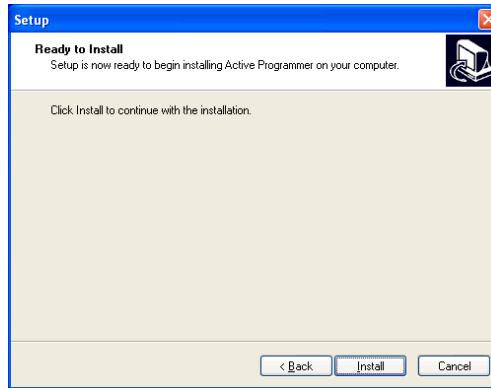 Setup
Ready to Install
Setup is now ready to begin installing Active Programmer on your computer.
Click Install to continue with the installation.
< Back
Install
Cancel